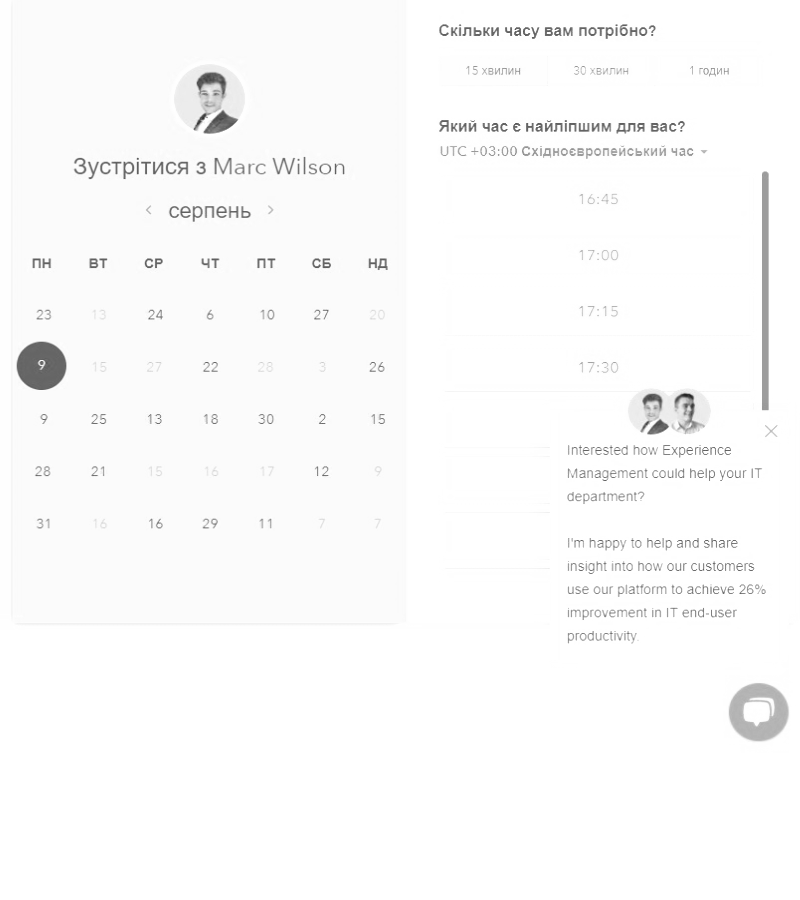 Зустрітися з Marc Wilson
серпень
ПН ВТ СР ЧТ ПТ СБ НД
23 13 24 6 10 27 20
9 15 27 22 28 3 26
9 25 13 18 30 2 15
28 21 15 16 17 12 9
31 16 16 29 11 7 7
Скільки часу вам потрібно?
15 хвилин 30 хвилин 1 годин
Який час є найліпшим для вас?
UTC +03:00 Східноєвропейський час
16:45
17:00
17:15
17:30
Interested how Experience
Management could help your IT
department?
I'm happy to help and share
insight into how our customers
use our platform to achieve 26%
improvement in IT end-user
productivity.